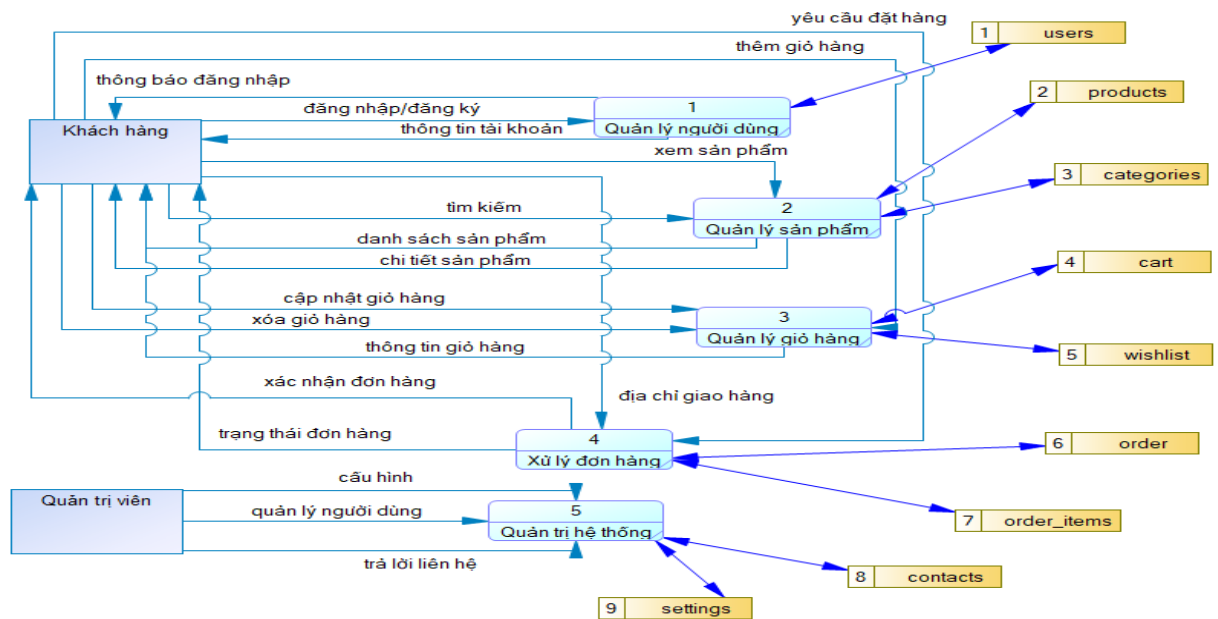 yêu cầu đặt hàng
1 users
thêm giỏ hàng
thông báo đăng nhập
2 products
đăng nhập/đăng ký
1
Khách hàng
thông tin tài khoản
Quản lý người dùng
xem sản phẩm
3 categories
tìm kiếm
2
Quản lý sản phẩm
danh sách sản phẩm
chi tiết sản phẩm
4 cart
cập nhật giỏ hàng
xóa giỏ hàng
3
Quản lý giỏ hàng
thông tin giỏ hàng
5 wishlist
xác nhận đơn hàng
địa chỉ giao hàng
trạng thái đơn hàng
4
Xử lý đơn hàng
6 order
cấu hình
Quản trị viên
quản lý người dùng
5
Quản trị hệ thống
7 order_items
trả lời liên hệ
8 contacts
9 settings